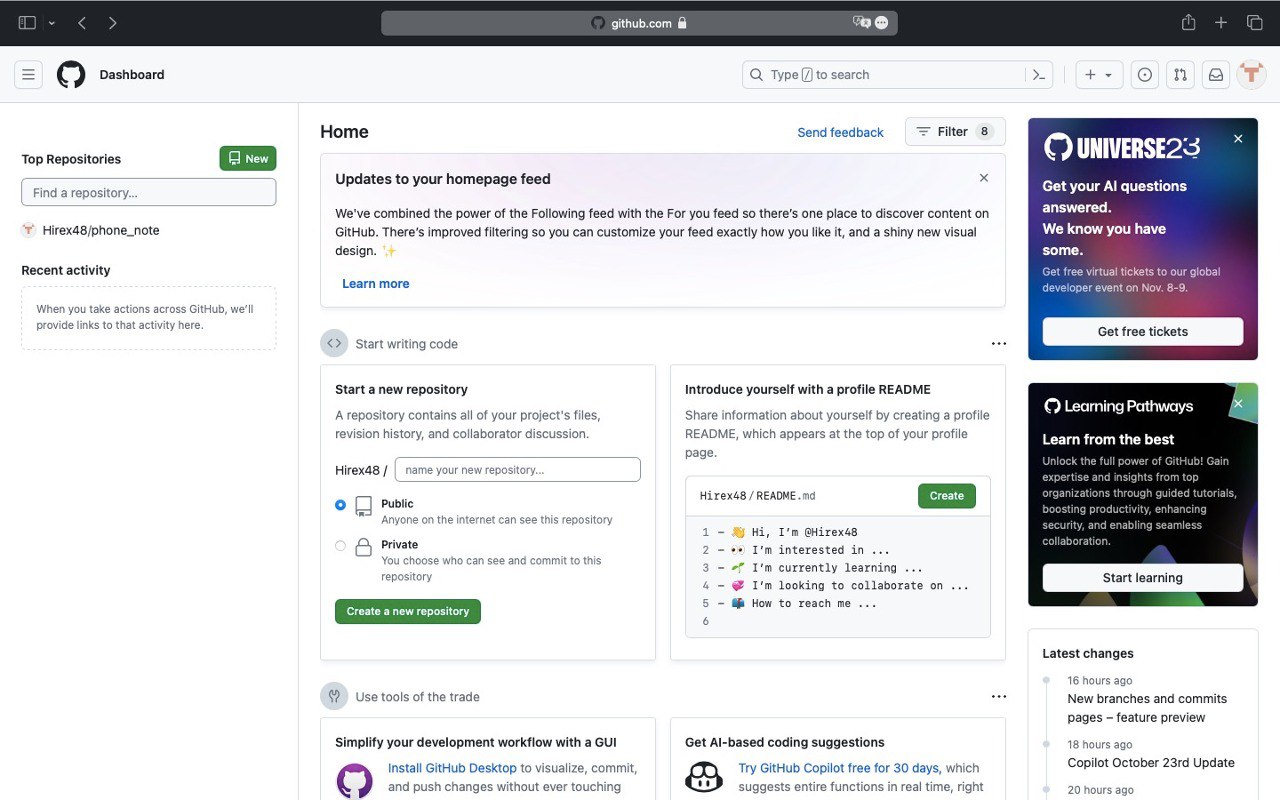 github.com
Dashboard
Type / to search
Top Repositories
New
Find a repository...
Hirex48/phone_note
Recent activity
When you take actions across GitHub, we'll
provide links to that activity here.
Home
Send feedback
Filter 8
Updates to your homepage feed
We've combined the power of the Following feed with the For you feed so there's one place to discover content on
GitHub. There's improved filtering so you can customize your feed exactly how you like it, and a shiny new visual
design. ✨
Learn more
Start writing code
Start a new repository
A repository contains all of your project's files,
revision history, and collaborator discussion.
Hirex48 / name your new repository...
Public
Anyone on the internet can see this repository
Private
You choose who can see and commit to this
repository
Create a new repository
Introduce yourself with a profile README
Share information about yourself by creating a profile
README, which appears at the top of your profile
page.
Hirex48/README.md
Create
1 - 👋 Hi, I'm @Hirex48
2 - 👀 I'm interested in ...
3 - 🌱 I'm currently learning ...
4 - 💞️ I'm looking to collaborate on ...
5 - 📫 How to reach me ...
6
Use tools of the trade
Simplify your development workflow with a GUI
Install GitHub Desktop to visualize, commit,
and push changes without ever touching
Get AI-based coding suggestions
Try GitHub Copilot free for 30 days, which
suggests entire functions in real time, right
UNIVERSE23
Get your AI questions
answered.
We know you have
some.
Get free virtual tickets to our global
developer event on Nov. 8-9.
Get free tickets
Learning Pathways
Learn from the best
Unlock the full power of GitHub! Gain
expertise and insights from top
organizations through guided tutorials,
boosting productivity, enhancing
security, and enabling seamless
collaboration.
Start learning
Latest changes
16 hours ago
New branches and commits
pages – feature preview
18 hours ago
Copilot October 23rd Update
20 hours ago